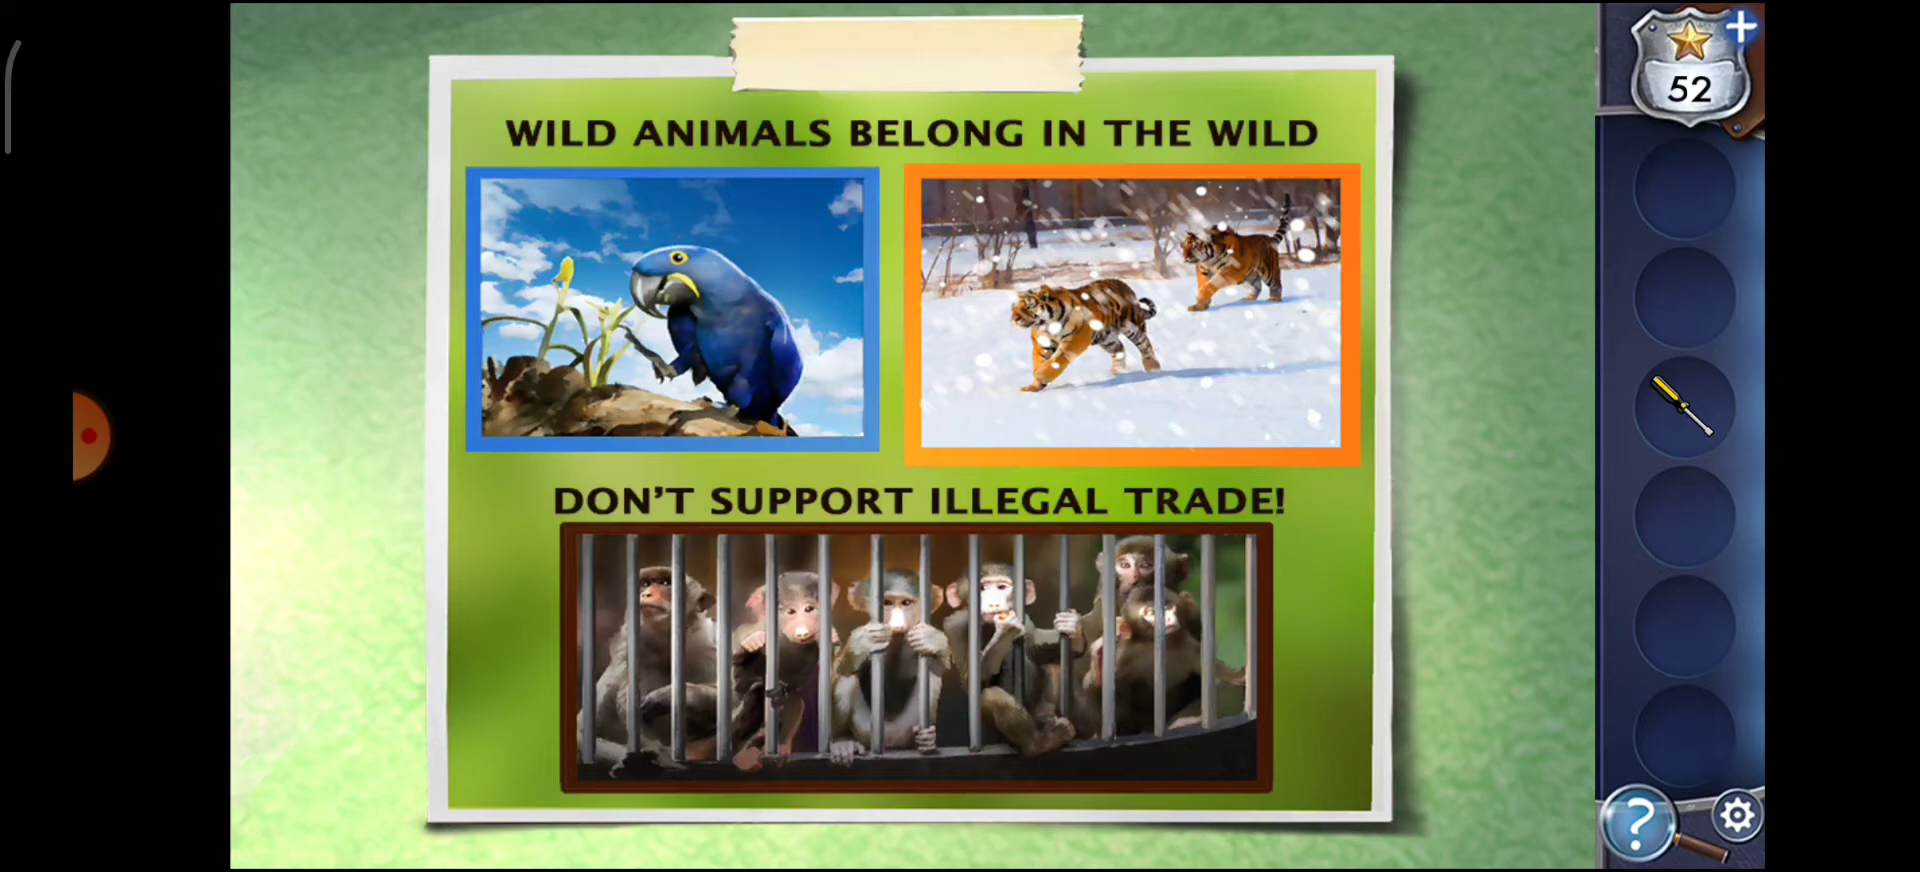 WILD ANIMALS BELONG IN THE WILD
DON'T SUPPORT ILLEGAL TRADE!
52
?